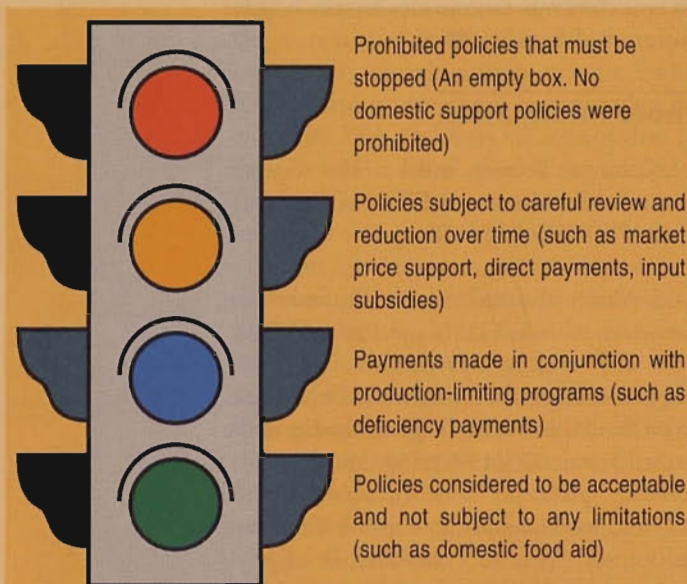 Prohibited policies that must be
stopped (An empty box. No
domestic support policies were
prohibited)
Policies subject to careful review and
reduction over time (such as market
price support, direct payments, input
subsidies)
Payments made in conjunction with
production-limiting programs (such as
deficiency payments)
Policies considered to be acceptable
and not subject to any limitations
(such as domestic food aid)